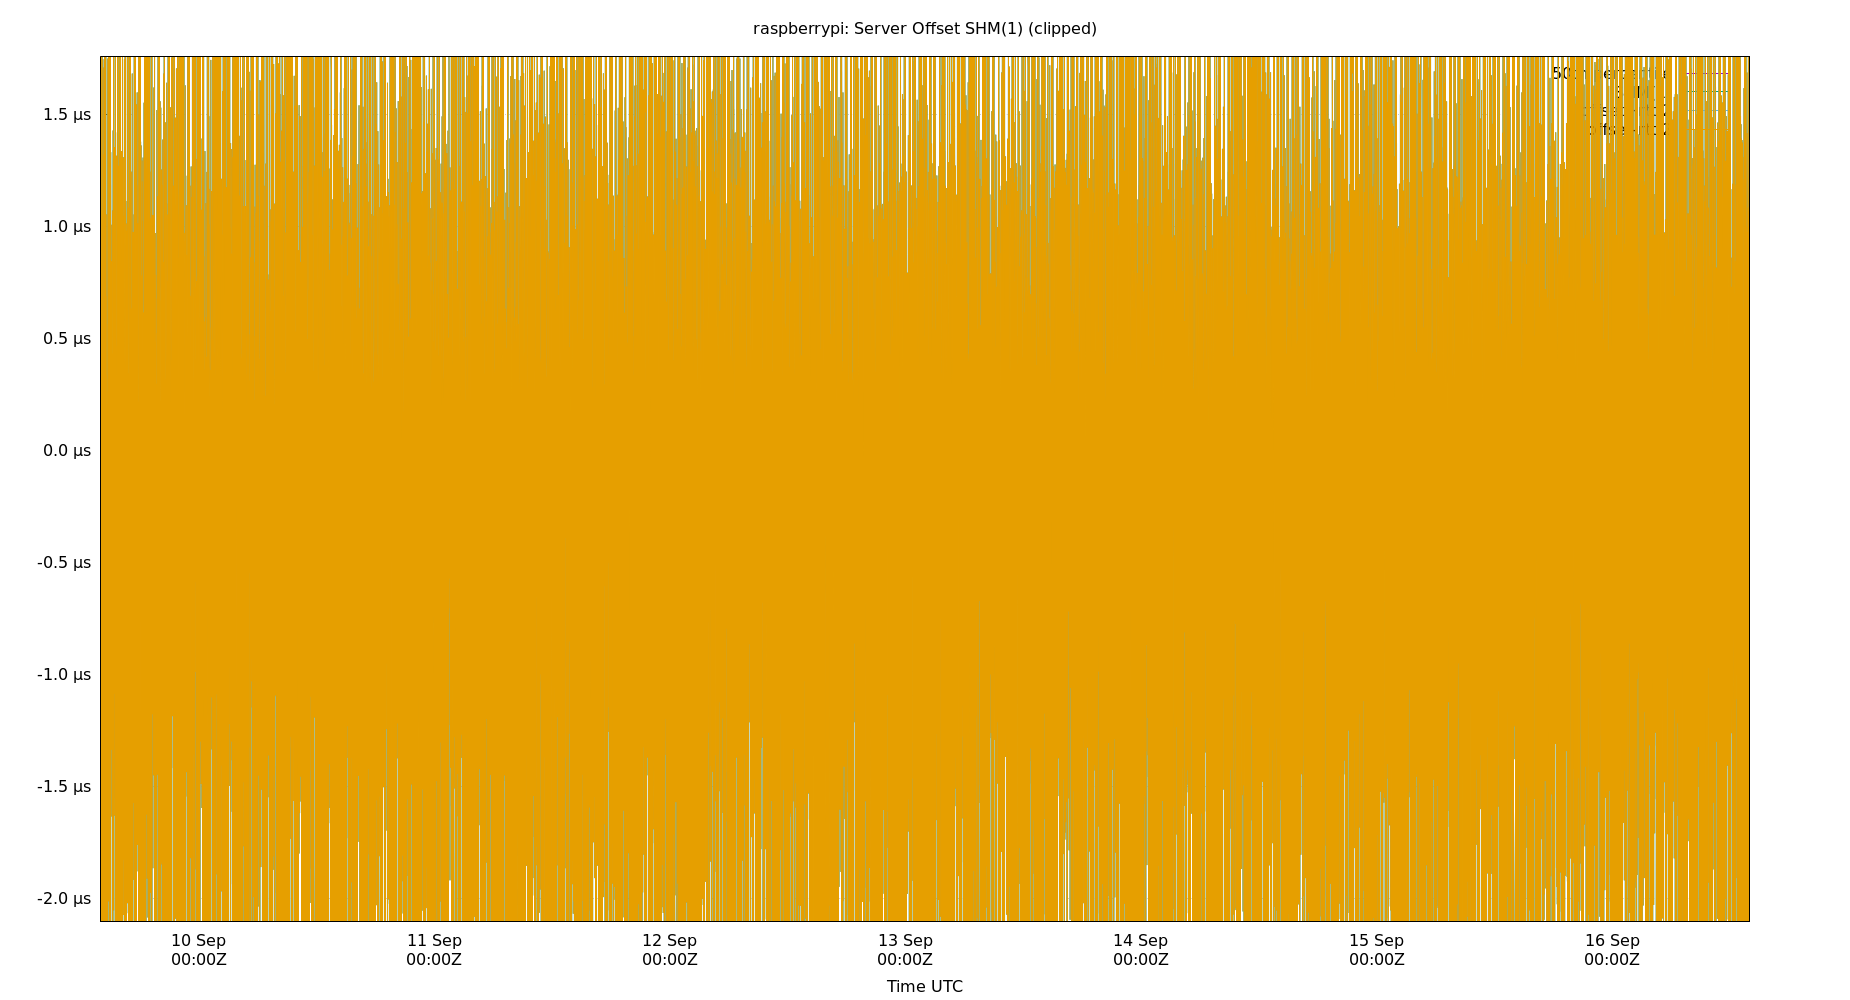 raspberrypi: Server Offset SHM(1) (clipped)
1.5 µs
1.0 µs
0.5 µs
0.0 µs
-0.5 µs
-1.0 µs
-1.5 µs
-2.0 µs
10 Sep 11 Sep 12 Sep 13 Sep 14 Sep 15 Sep 16 Sep
00:00Z 00:00Z 00:00Z 00:00Z 00:00Z 00:00Z 00:00Z
Time UTC